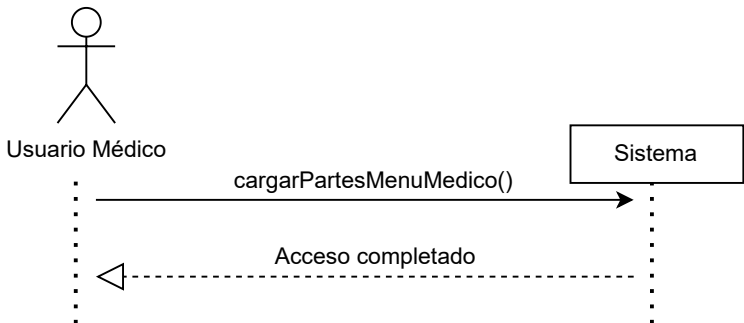 Usuario Médico
Sistema
cargarPartesMenuMedico()
Acceso completado